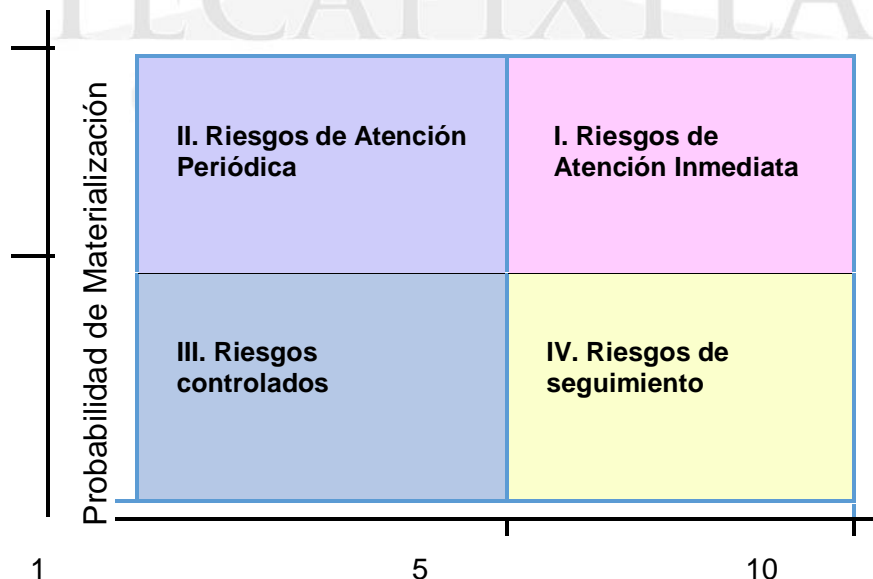 II. Riesgos de Atención
Periódica
I. Riesgos de
Atención Inmediata
Probabilidad de Materialización
III. Riesgos
controlados
IV. Riesgos de
seguimiento
1
5
10